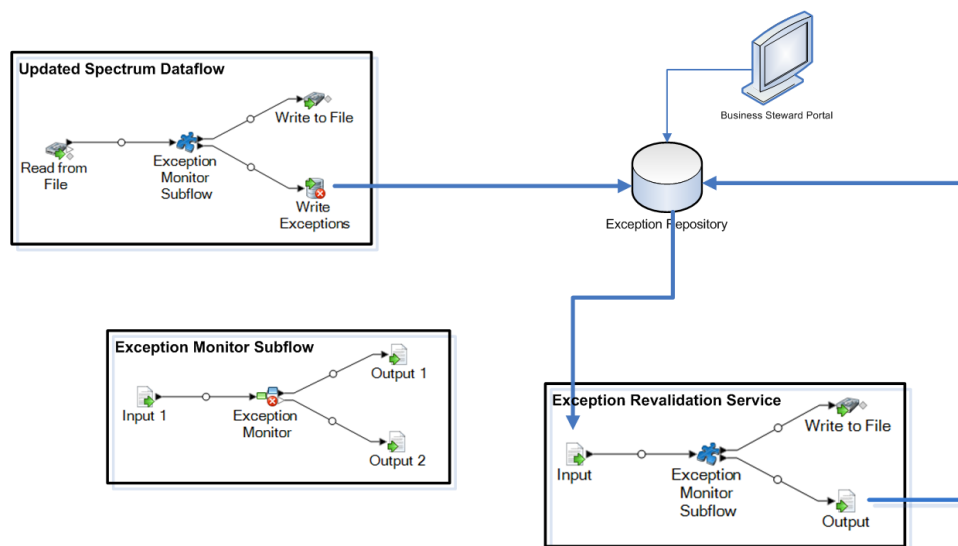 Updated Spectrum Dataflow
Write to File
Read from
File
Exception
Monitor
Subflow
Write
Exceptions
Business Steward Portal
Exception Repository
Exception Monitor Subflow
Input 1
Exception
Monitor
Output 1
Output 2
Exception Revalidation Service
Write to File
Input
Exception
Monitor
Subflow
Output